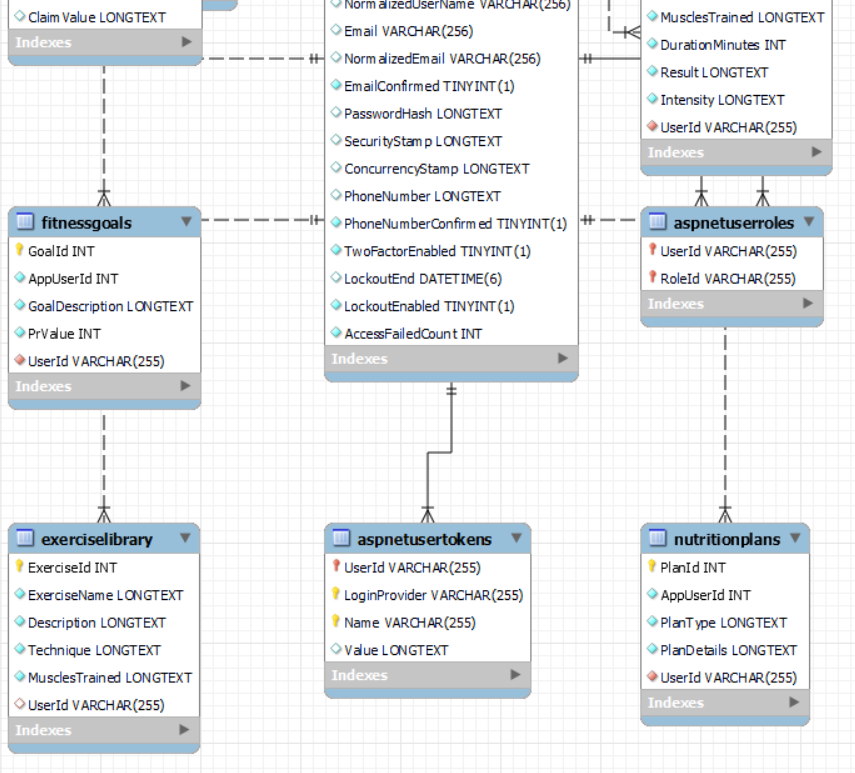 ClaimValue LONGTEXT
Indexes
fitnessgoals
GoalId INT
AppUserId INT
GoalDescription LONGTEXT
PrValue INT
UserId VARCHAR(255)
Indexes
exerciselibrary
ExerciseId INT
ExerciseName LONGTEXT
Description LONGTEXT
Technique LONGTEXT
MusclesTrained LONGTEXT
UserId VARCHAR(255)
Indexes
NormalizedUserName VARCHAR(256)
Email VARCHAR(256)
NormalizedEmail VARCHAR(256)
EmailConfirmed TINYINT(1)
PasswordHash LONGTEXT
SecurityStamp LONGTEXT
ConcurrencyStamp LONGTEXT
PhoneNumber LONGTEXT
PhoneNumberConfirmed TINYINT(1)
TwoFactorEnabled TINYINT(1)
LockoutEnd DATETIME(6)
LockoutEnabled TINYINT(1)
AccessFailedCount INT
Indexes
aspnetusertokens
UserId VARCHAR(255)
LoginProvider VARCHAR(255)
Name VARCHAR(255)
Value LONGTEXT
Indexes
MusclesTrained LONGTEXT
DurationMinutes INT
Result LONGTEXT
Intensity LONGTEXT
UserId VARCHAR(255)
Indexes
aspnetuserroles
UserId VARCHAR(255)
RoleId VARCHAR(255)
Indexes
nutritionplans
PlanId INT
AppUserId INT
PlanType LONGTEXT
PlanDetails LONGTEXT
UserId VARCHAR(255)
Indexes